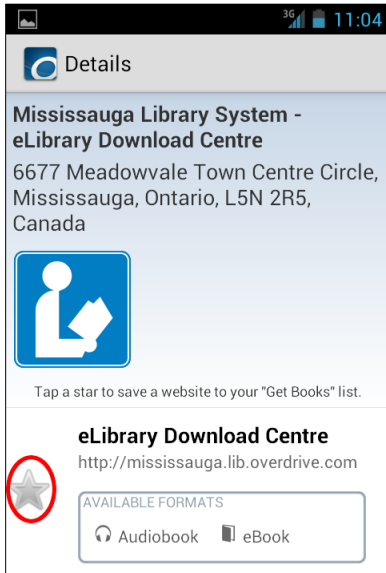 3G 11:04
Details
Mississauga Library System -
eLibrary Download Centre
6677 Meadowvale Town Centre Circle,
Mississauga, Ontario, L5N 2R5,
Canada
Tap a star to save a website to your "Get Books" list.
eLibrary Download Centre
http://mississauga.lib.overdrive.com
AVAILABLE FORMATS
Audiobook eBook